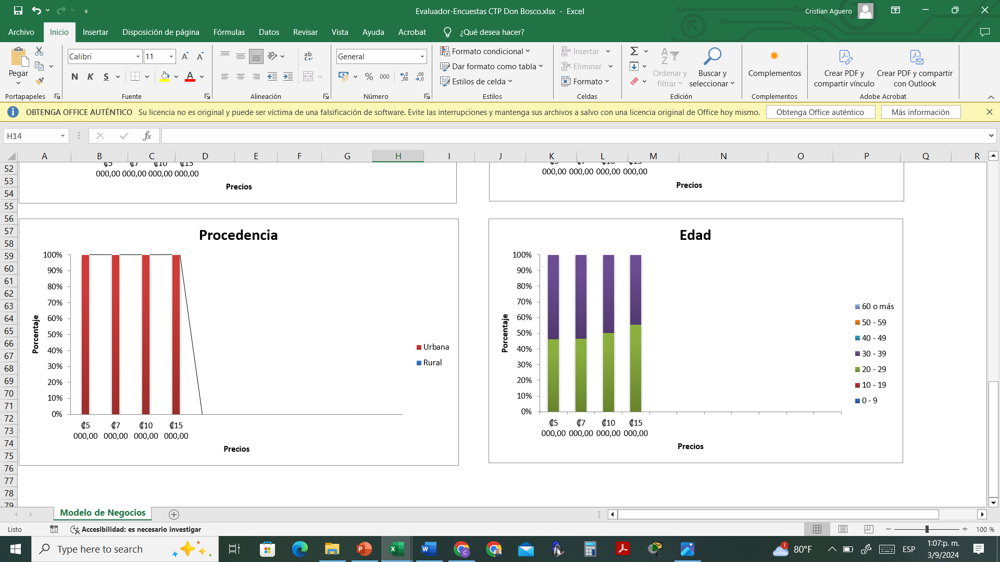 Evaluador-Encuestas CTP Don Bosco.xlsx - Excel
Cristian Aguero
Archivo
Inicio
Insertar
Disposición de página
Fórmulas
Datos
Revisar
Vista
Ayuda
Acrobat
¿Qué desea hacer?
Pegar
Portapapeles
Calibri
11
N K S
Fuente
Alineación
General
% 000
Número
Formato condicional
Dar formato como tabla
Estilos de celda
Estilos
Insertar
Eliminar
Formato
Celdas
Ordenar y
filtrar
Buscar y
seleccionar
Edición
Complementos
Complementos
Crear PDF y
compartir vínculo
Crear PDF y compartir
con Outlook
Adobe Acrobat
OBTENGA OFFICE AUTÉNTICO Su licencia no es original y puede ser víctima de una falsificación de software. Evite las interrupciones y mantenga sus archivos a salvo con una licencia original de Office hoy mismo.
Obtenga Office auténtico
Más información
H14
fx
A B C D E F G H I J K L M N O P Q R
52
53
54
55
56
57
58
59
60
61
62
63
64
65
66
67
68
69
70
71
72
73
74
75
76
77
78
79
₡5 ₡7 ₡10 ₡15
000,00 000,00 000,00 000,00
Precios
₡5 ₡7 ₡10 ₡15
000,00 000,00 000,00 000,00
Precios
Procedencia
100%
90%
80%
70%
60%
50%
40%
30%
20%
10%
0%
Porcentaje
₡5 ₡7 ₡10 ₡15
000,00 000,00 000,00 000,00
Precios
Urbana
Rural
Edad
100%
90%
80%
70%
60%
50%
40%
30%
20%
10%
0%
Porcentaje
₡5 ₡7 ₡10 ₡15
000,00 000,00 000,00 000,00
Precios
60 o más
50 - 59
40 - 49
30 - 39
20 - 29
10 - 19
0 - 9
Modelo de Negocios
Listo
Accesibilidad: es necesario investigar
100 %
Type here to search
1
80°F
ESP
1:07:p. m.
3/9/2024